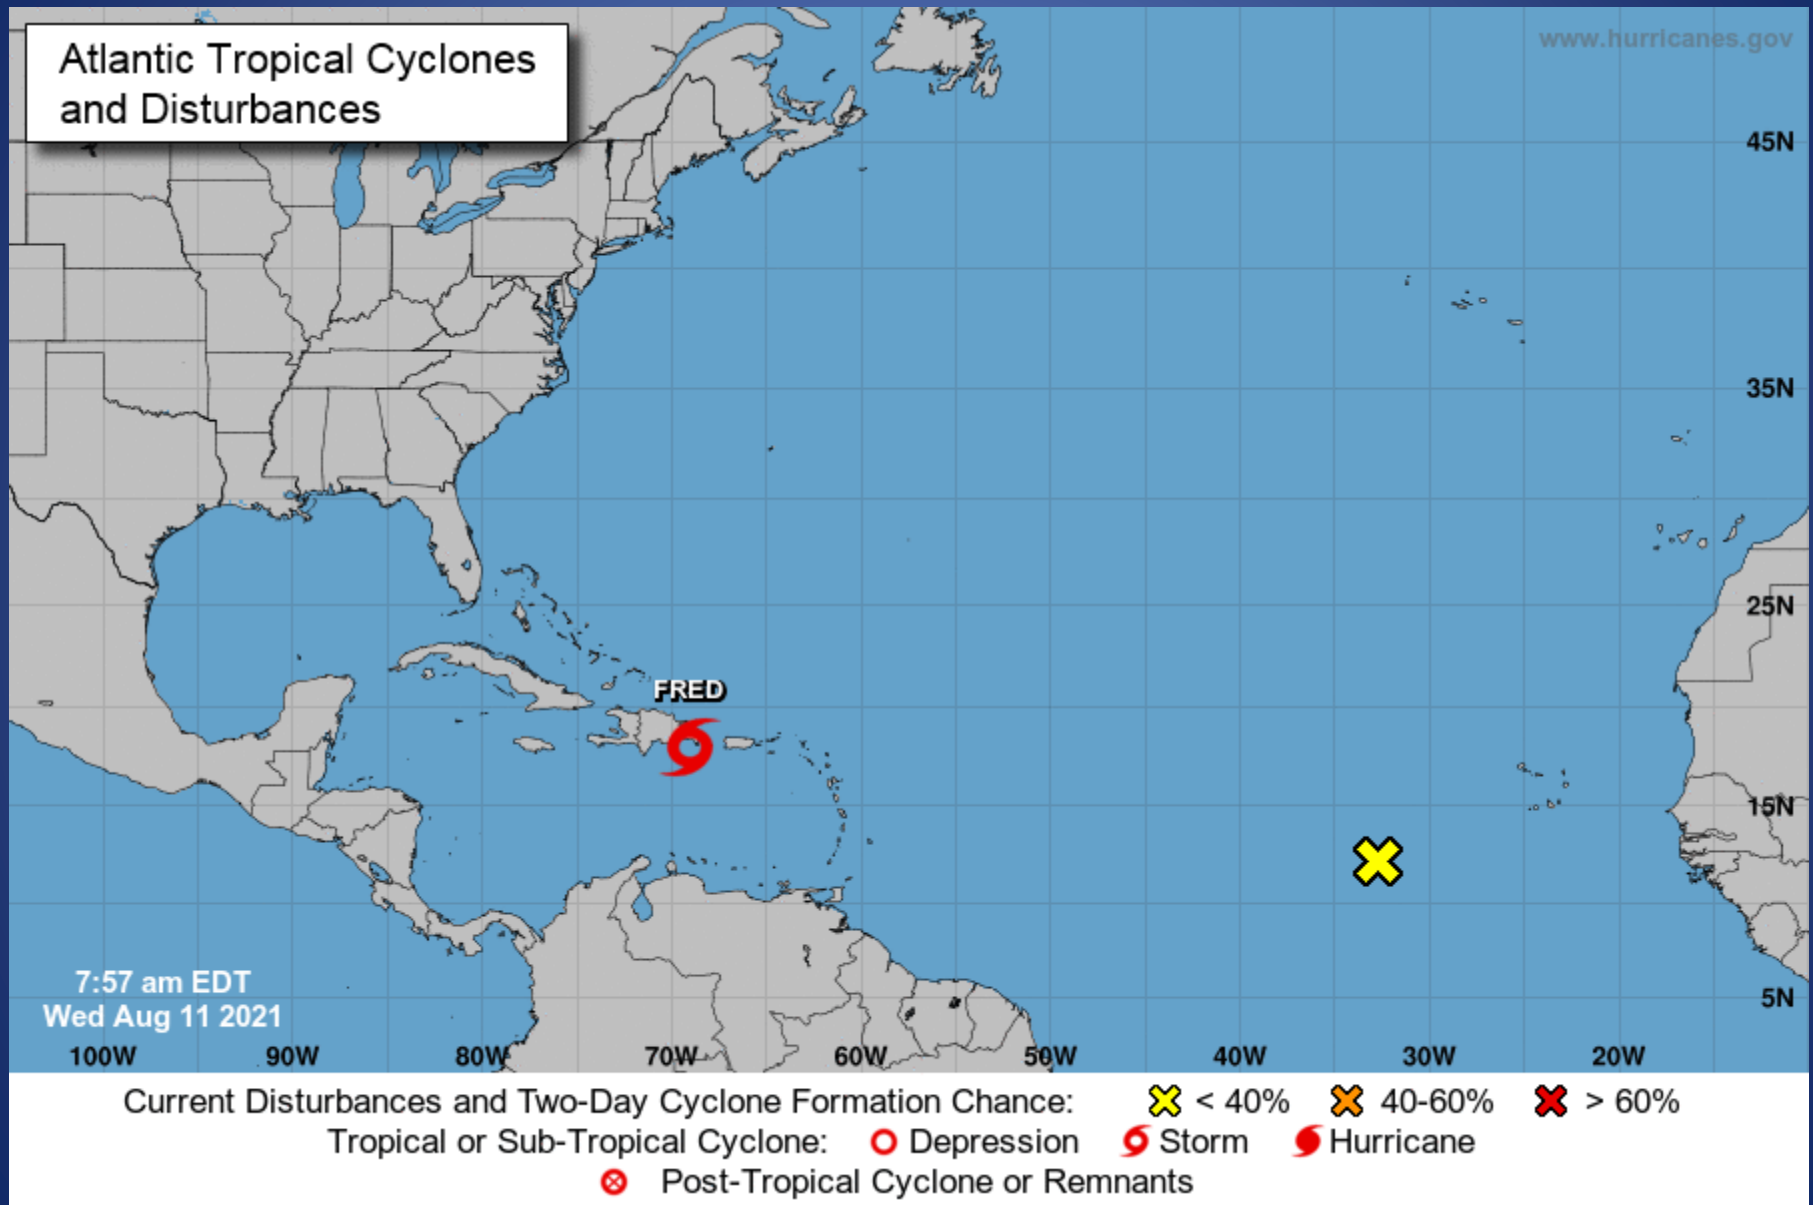 Atlantic Tropical Cyclones
and Disturbances
www.hurricanes.gov
45N
35N
25N
FRED
15N
7:57 am EDT
Wed Aug 11 2021
5N
100W 90W 80W 70W 60W 50W 40W 30W 20W
Current Disturbances and Two-Day Cyclone Formation Chance: < 40% 40-60% > 60%
Tropical or Sub-Tropical Cyclone: Depression Storm Hurricane
Post-Tropical Cyclone or Remnants